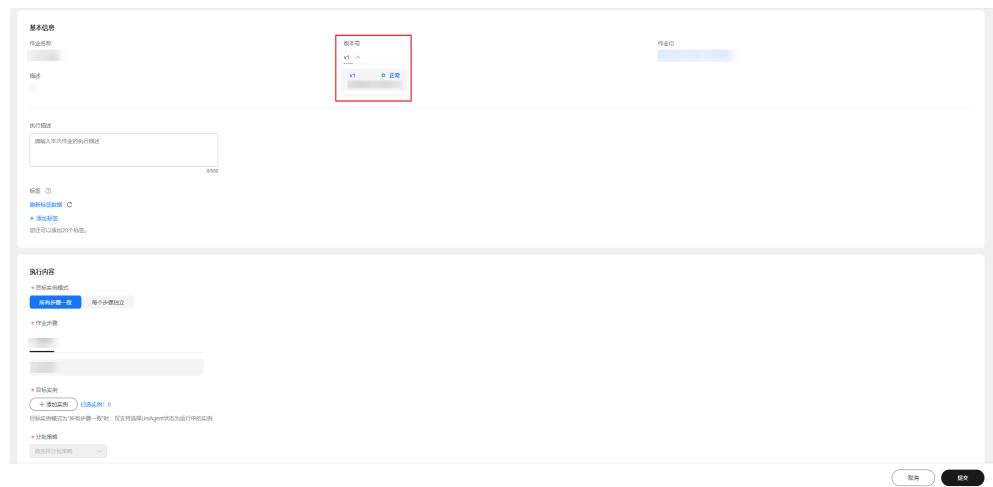 基本信息
作业名称
版本号
作业ID
v1
描述
v1 正常
执行描述
请输入本次作业的执行描述
0/500
标签
刷新标签数据
+ 添加标签
您还可以添加20个标签。
执行内容
* 目标实例模式
所有步骤一致 每个步骤独立
* 作业步骤
* 目标实例
+ 添加实例 已选实例：0
目标实例模式为“所有步骤一致”时，仅支持选择UniAgent状态为运行中的实例
* 分批策略
请选择分批策略
取消 提交